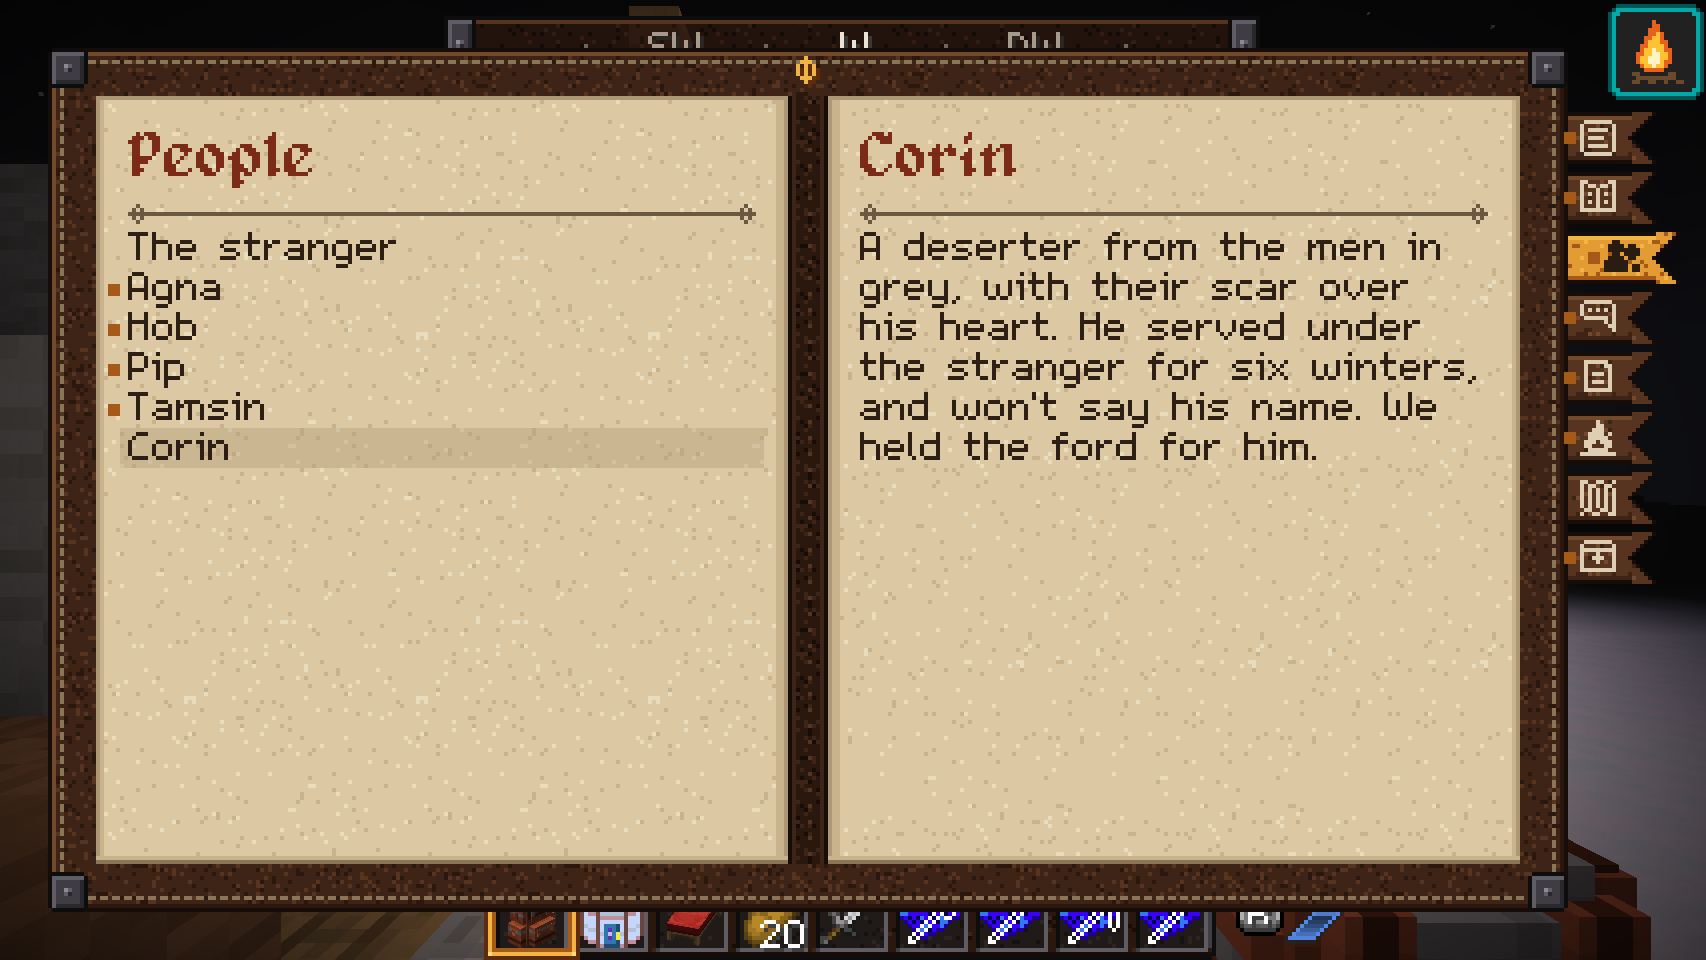 SW W NW
People
The stranger
Agna
Hob
Pip
Tamsin
Corin
Corin
A deserter from the men in
grey, with their scar over
his heart. He served under
the stranger for six winters,
and won't say his name. We
held the ford for him.
20